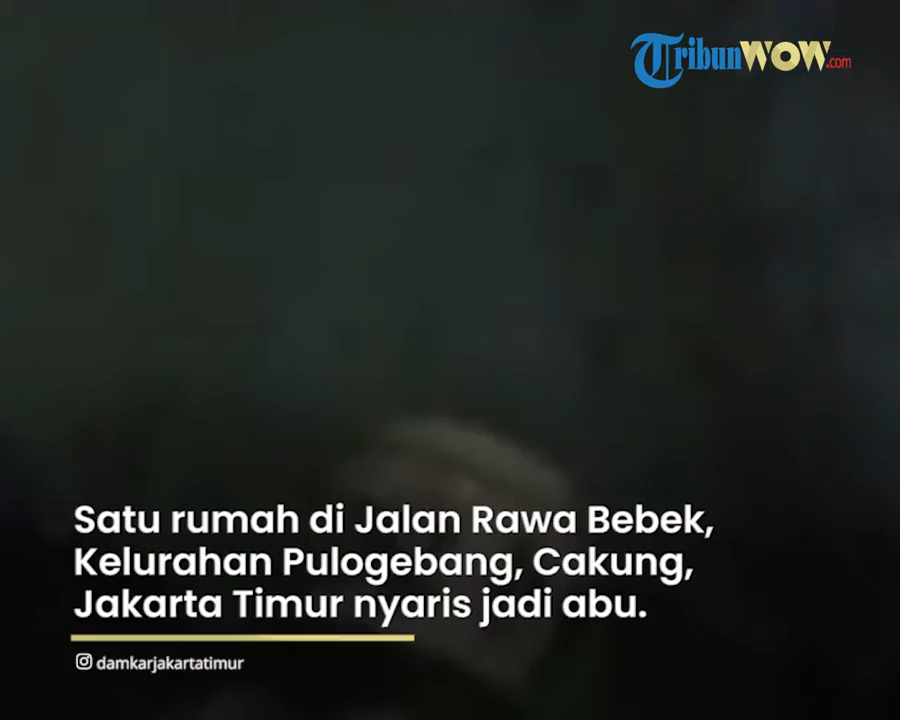 TribunWOW.com
Satu rumah di Jalan Rawa Bebek,
Kelurahan Pulogebang, Cakung,
Jakarta Timur nyaris jadi abu.
damkarjakartatimur